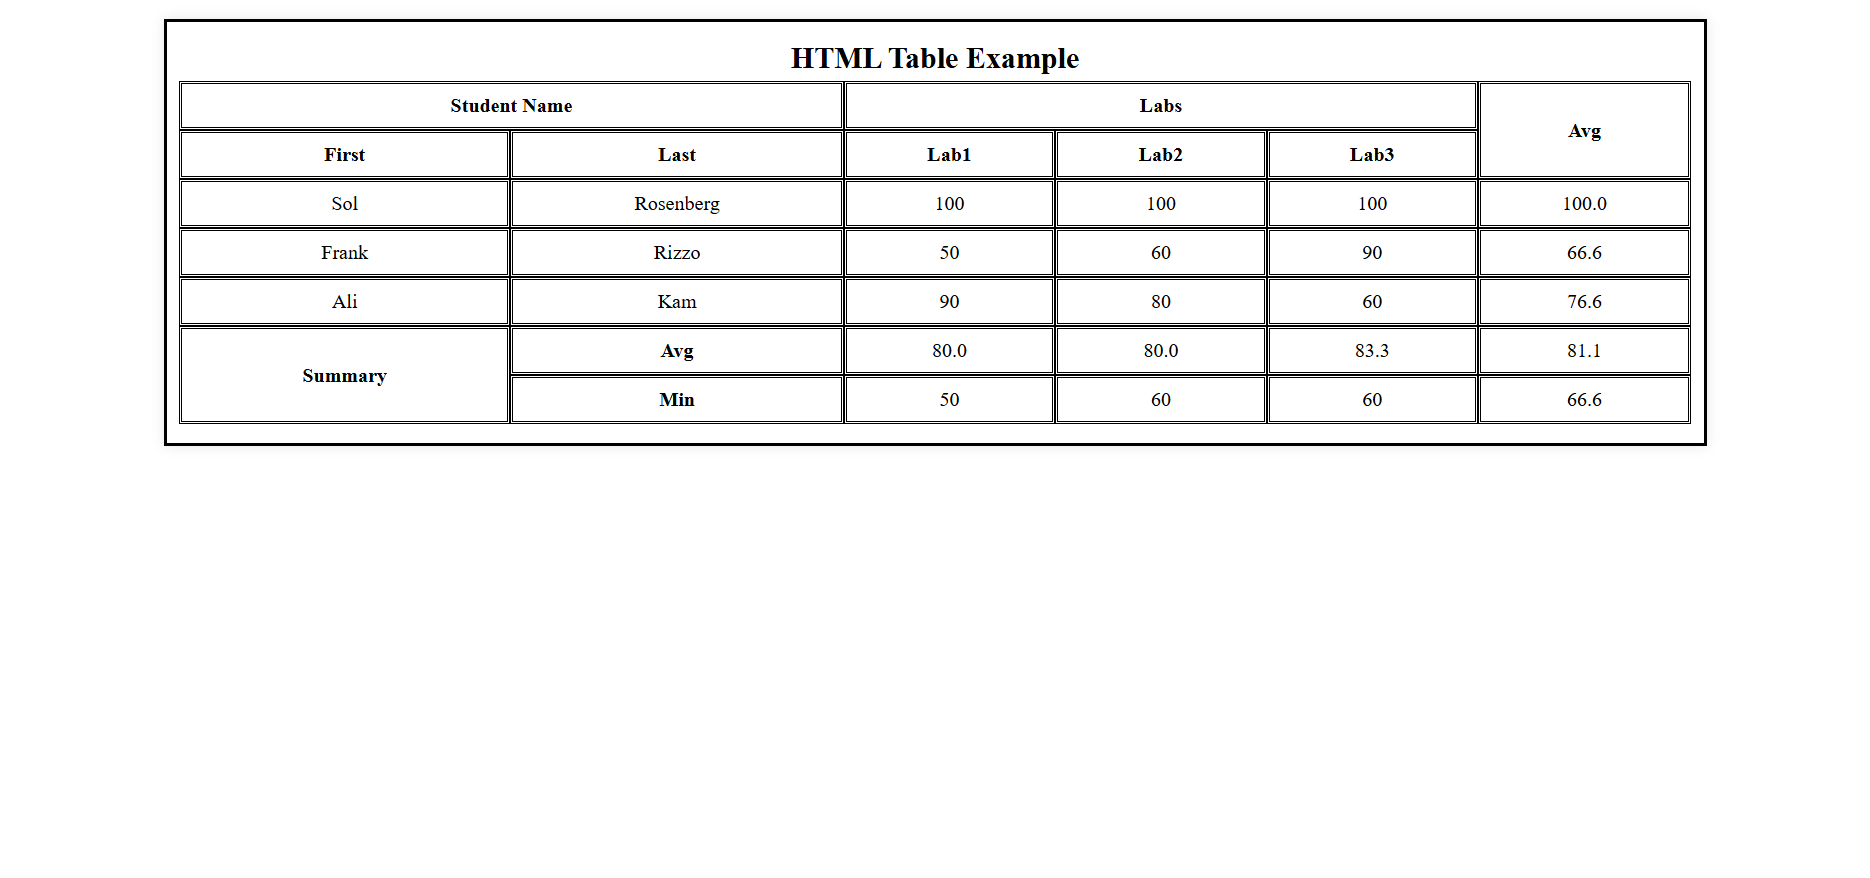 HTML Table Example
Student Name Labs Avg
First Last Lab1 Lab2 Lab3
Sol Rosenberg 100 100 100 100.0
Frank Rizzo 50 60 90 66.6
Ali Kam 90 80 60 76.6
Summary Avg 80.0 80.0 83.3 81.1
Min 50 60 60 66.6